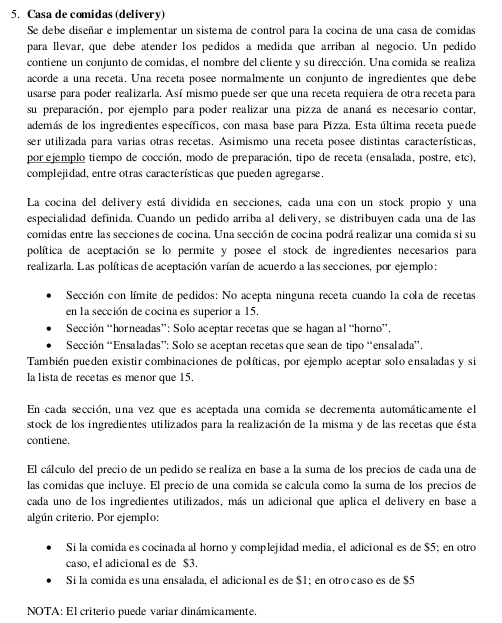 5. Casa de comidas (delivery)
Se debe diseñar e implementar un sistema de control para la cocina de una casa de comidas
para llevar, que debe atender los pedidos a medida que arriban al negocio. Un pedido
contiene un conjunto de comidas, el nombre del cliente y su dirección. Una comida se realiza
acorde a una receta. Una receta posee normalmente un conjunto de ingredientes que debe
usarse para poder realizarla. Así mismo puede ser que una receta requiera de otra receta para
su preparación, por ejemplo para poder realizar una pizza de ananá es necesario contar,
además de los ingredientes específicos, con masa base para Pizza. Esta última receta puede
ser utilizada para varias otras recetas. Asimismo una receta posee distintas características,
por ejemplo tiempo de cocción, modo de preparación, tipo de receta (ensalada, postre, etc),
complejidad, entre otras características que pueden agregarse.
La cocina del delivery está dividida en secciones, cada una con un stock propio y una
especialidad definida. Cuando un pedido arriba al delivery, se distribuyen cada una de las
comidas entre las secciones de cocina. Una sección de cocina podrá realizar una comida si su
política de aceptación se lo permite y posee el stock de ingredientes necesarios para
realizarla. Las políticas de aceptación varían de acuerdo a las secciones, por ejemplo:
• Sección con límite de pedidos: No acepta ninguna receta cuando la cola de recetas
en la sección de cocina es superior a 15.
• Sección “horneadas”: Solo aceptar recetas que se hagan al “horno”.
• Sección “Ensaladas”: Solo se aceptan recetas que sean de tipo “ensalada”.
También pueden existir combinaciones de políticas, por ejemplo aceptar solo ensaladas y si
la lista de recetas es menor que 15.
En cada sección, una vez que es aceptada una comida se decrementa automáticamente el
stock de los ingredientes utilizados para la realización de la misma y de las recetas que ésta
contiene.
El cálculo del precio de un pedido se realiza en base a la suma de los precios de cada una de
las comidas que incluye. El precio de una comida se calcula como la suma de los precios de
cada uno de los ingredientes utilizados, más un adicional que aplica el delivery en base a
algún criterio. Por ejemplo:
• Si la comida es cocinada al horno y complejidad media, el adicional es de $5; en otro
caso, el adicional es de $3.
• Si la comida es una ensalada, el adicional es de $1; en otro caso es de $5
NOTA: El criterio puede variar dinámicamente.